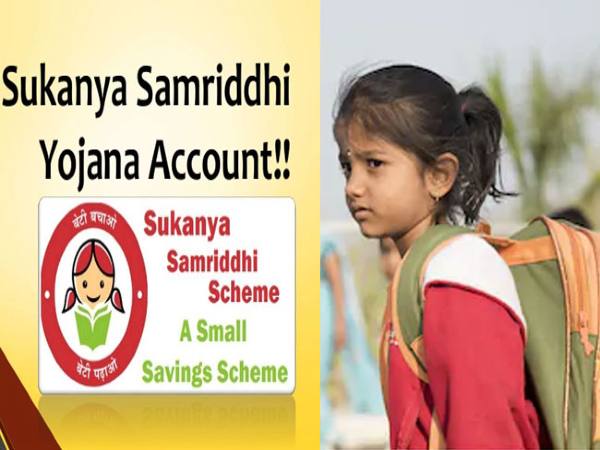 Sukanya Samriddhi
Yojana Account!!
बेटी बचाओ
Sukanya
Samriddhi
Scheme
A Small
Savings Scheme
बेटी पढ़ाओ